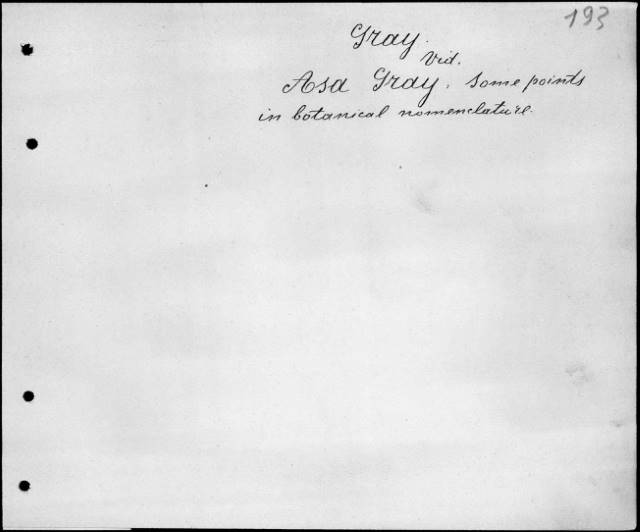 193
Gray.
Vid.
Asa Gray. Some points
in botanical nomenclature.